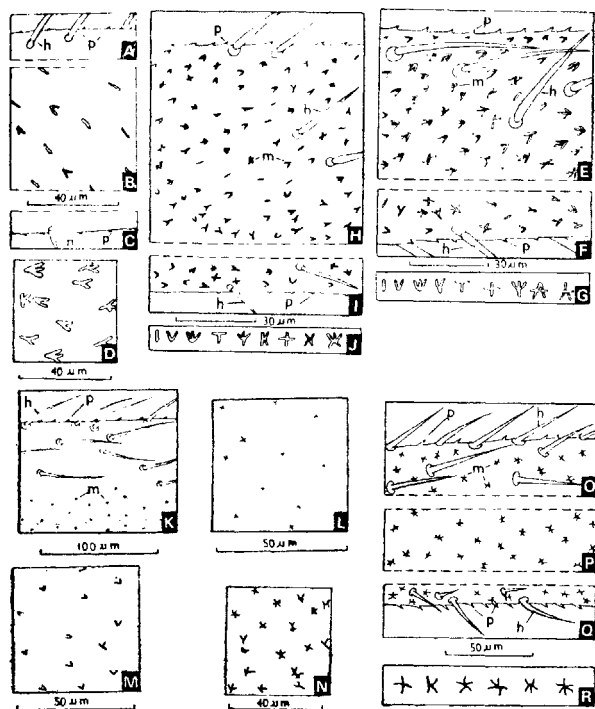 h p A
B
40 µm
n p C
D
40 µm
p
h
m
H
h p I
30 µm
J
p
m h
E
h p F
30 µm
G
h p
m
K
100 µm
L
50 µm
M
50 µm
N
40 µm
p h
m
O
P
p h Q
50 µm
R